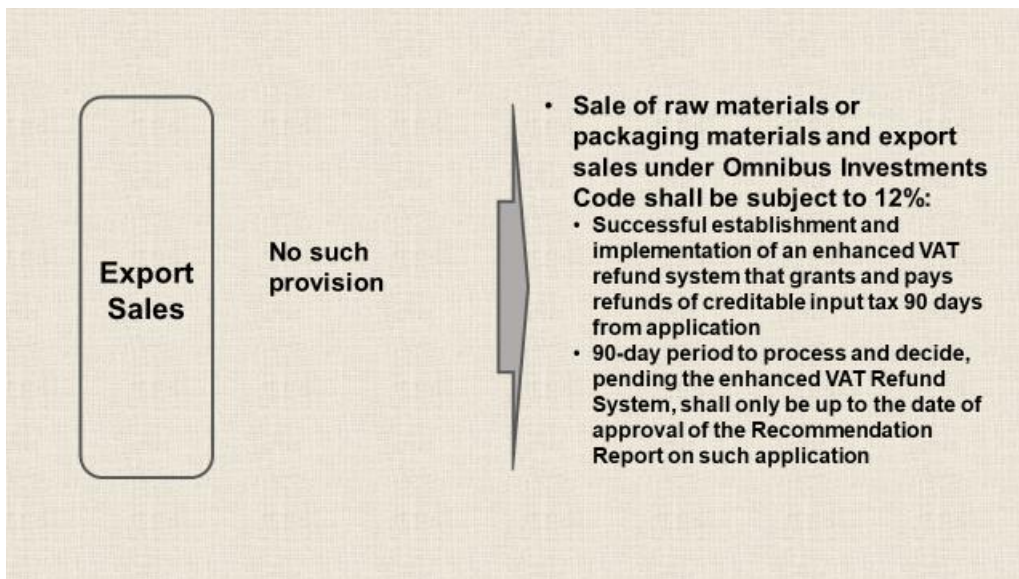 Export
Sales
No such
provision
• Sale of raw materials or
packaging materials and export
sales under Omnibus Investments
Code shall be subject to 12%:
• Successful establishment and
implementation of an enhanced VAT
refund system that grants and pays
refunds of creditable input tax 90 days
from application
• 90-day period to process and decide,
pending the enhanced VAT Refund
System, shall only be up to the date of
approval of the Recommendation
Report on such application